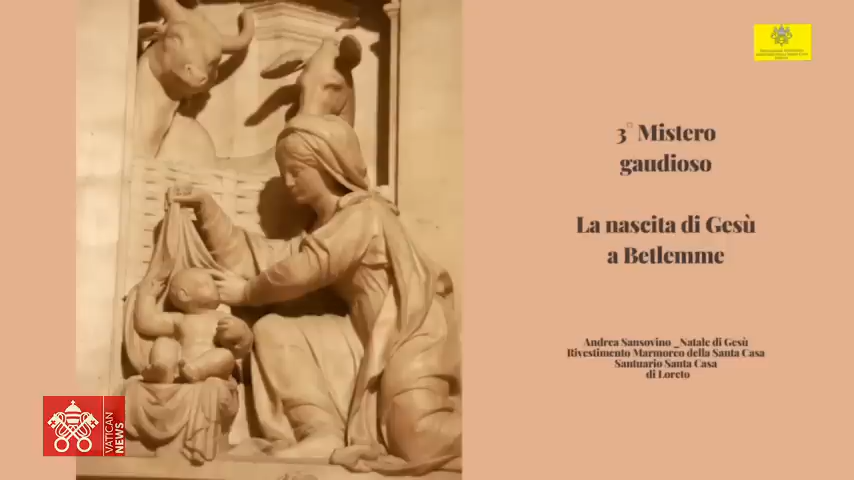 3° Mistero
gaudioso
La nascita di Gesù
a Betlemme
Andrea Sansovino _Natale di Gesù
Rivestimento Marmoreo della Santa Casa
Santuario Santa Casa
di Loreto
VATICAN
NEWS